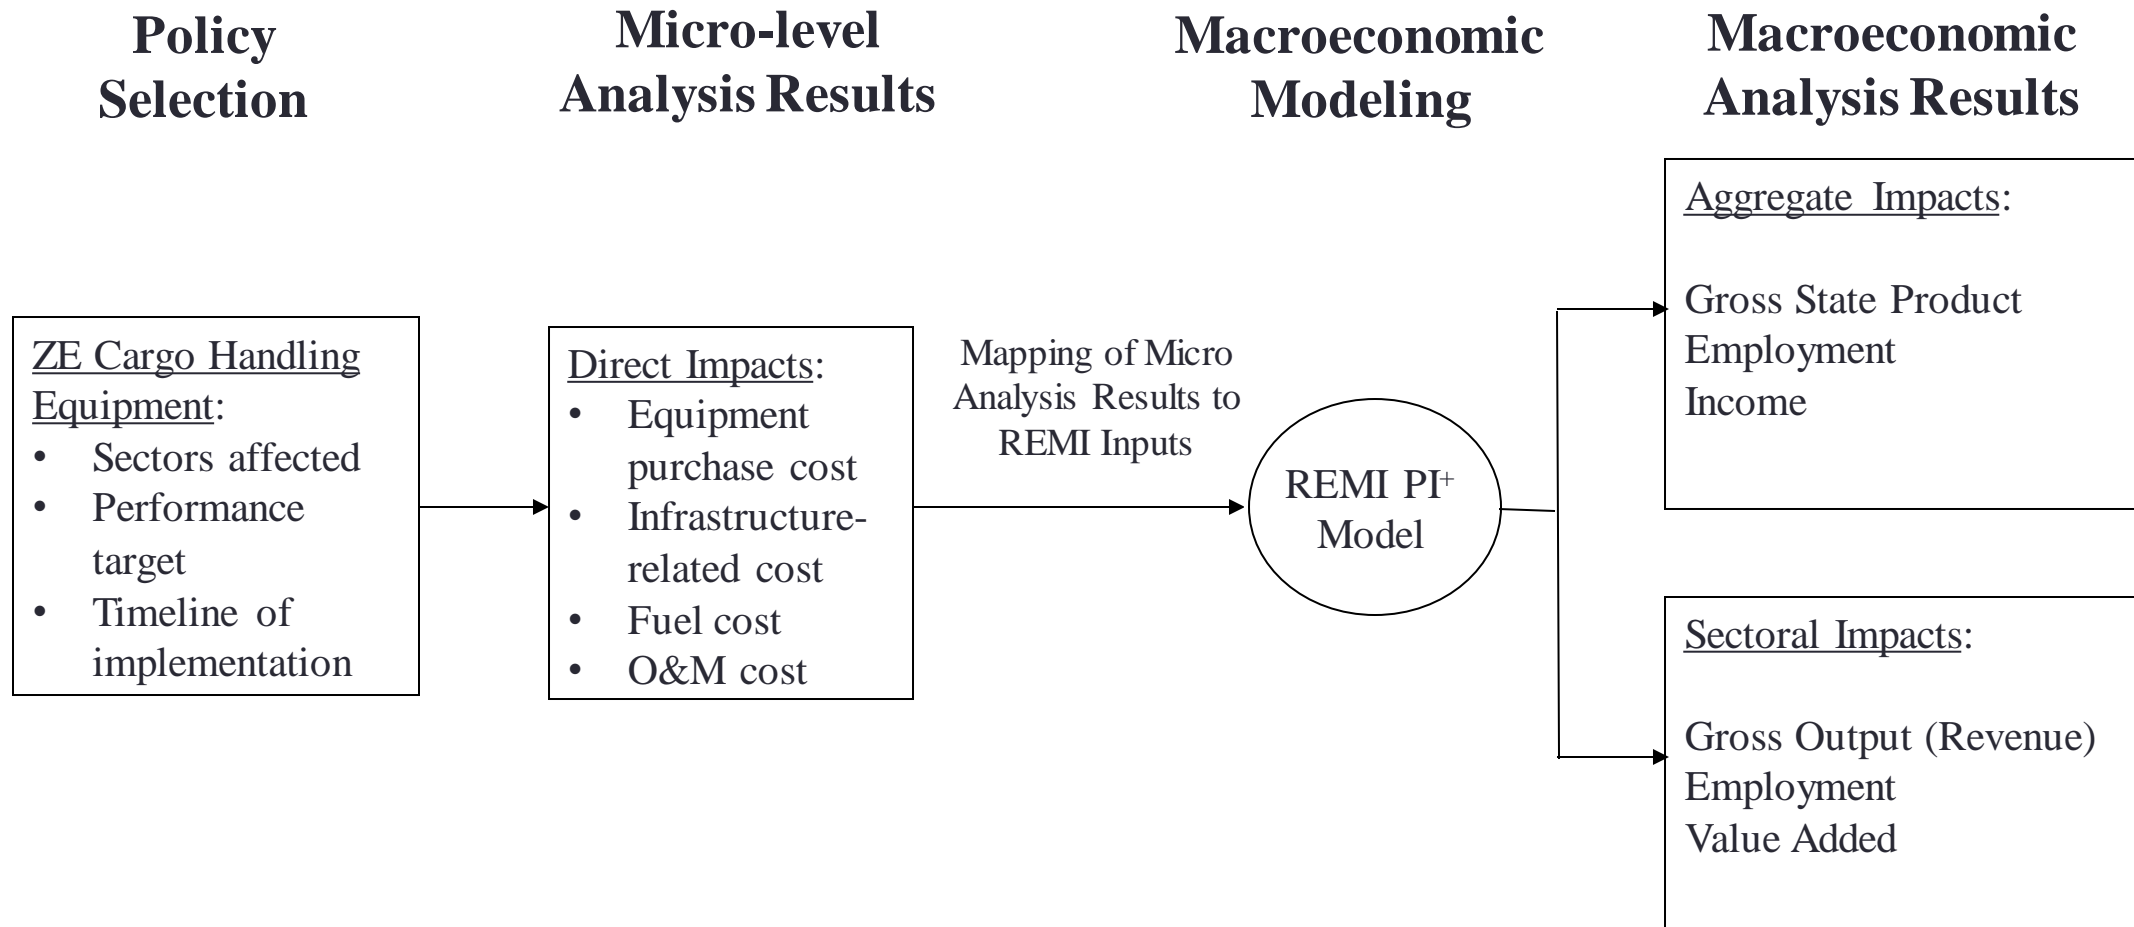 Policy
Selection
Micro-level
Analysis Results
Macroeconomic
Modeling
Macroeconomic
Analysis Results
ZE Cargo Handling
Equipment:
• Sectors affected
• Performance
target
• Timeline of
implementation
Direct Impacts:
• Equipment
purchase cost
• Infrastructure-
related cost
• Fuel cost
• O&M cost
Mapping of Micro
Analysis Results to
REMI Inputs
REMI PI⁺
Model
Aggregate Impacts:
Gross State Product
Employment
Income
Sectoral Impacts:
Gross Output (Revenue)
Employment
Value Added